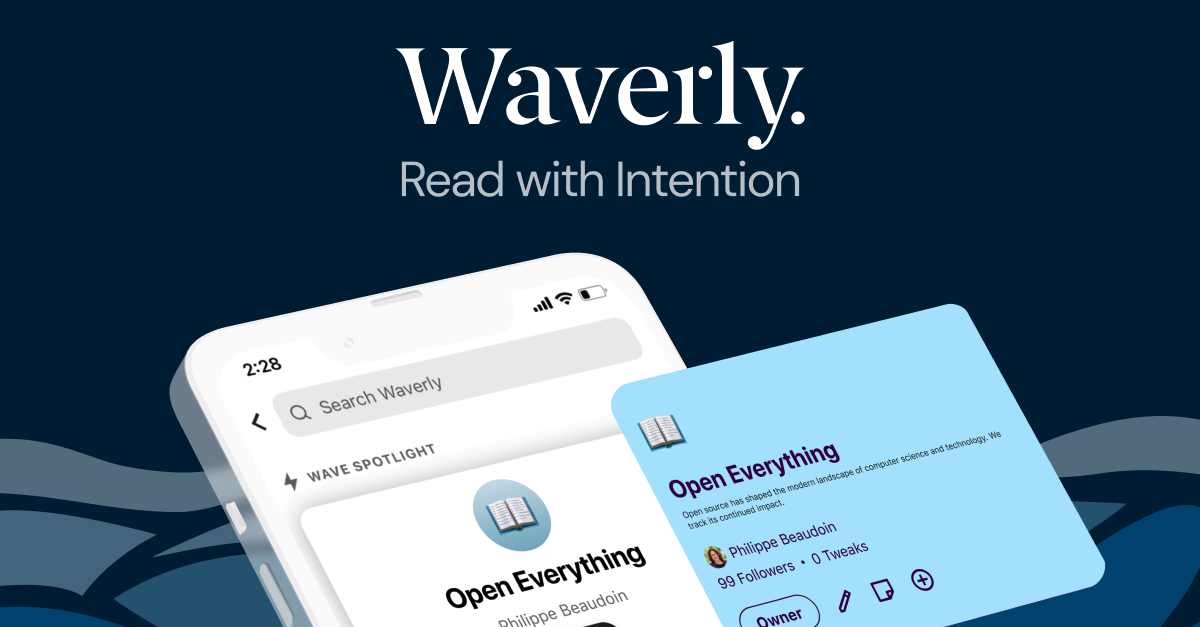 Waverly.
Read with Intention
2:28
Search Waverly
WAVE SPOTLIGHT
Open Everything
Philippe Beaudoin
Open Everything
Open source has shaped the modern landscape of computer science and technology. We
track its continued impact.
Philippe Beaudoin
99 Followers • 0 Tweaks
Owner